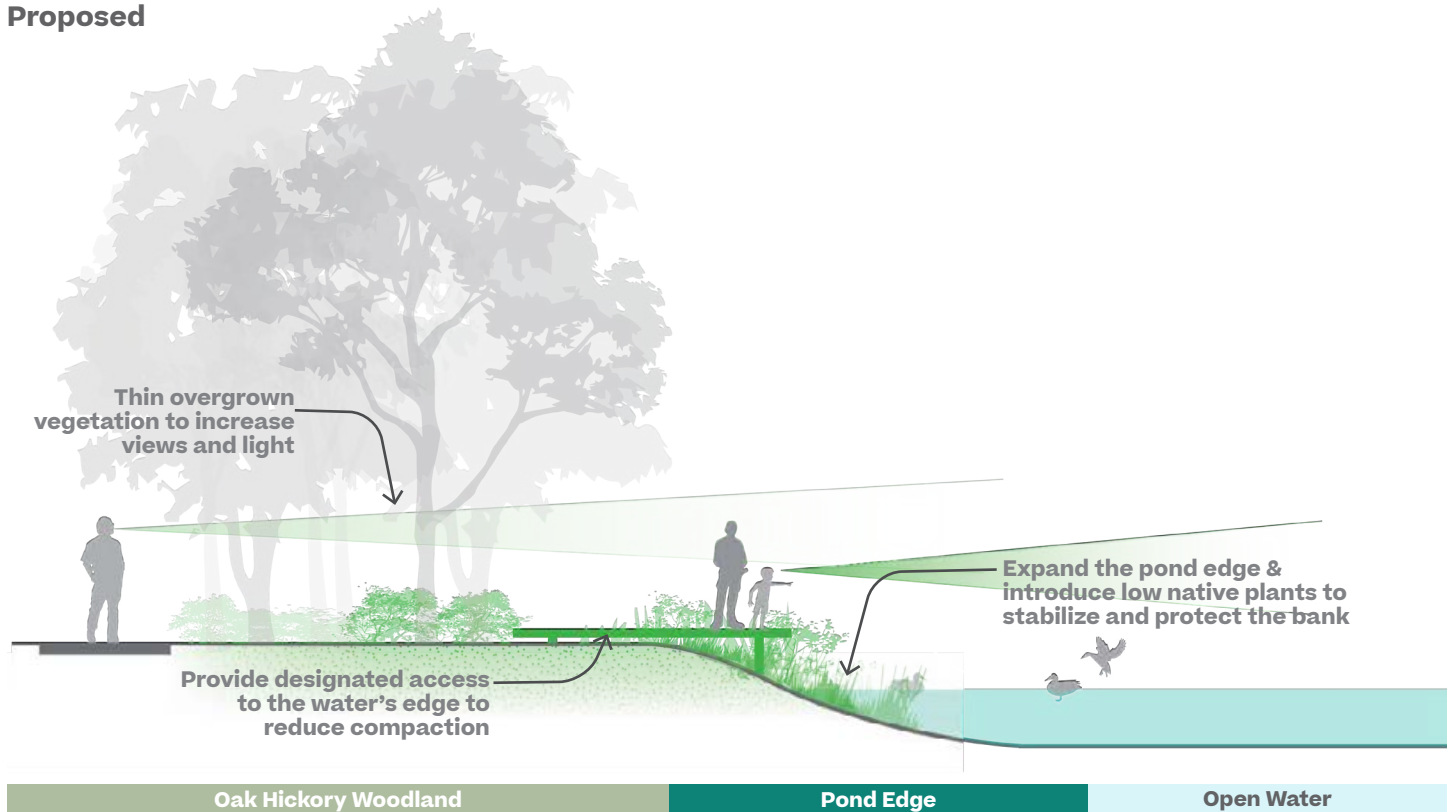 Proposed
Thin overgrown
vegetation to increase
views and light
Expand the pond edge &
introduce low native plants to
stabilize and protect the bank
Provide designated access
to the water’s edge to
reduce compaction
Oak Hickory Woodland
Pond Edge
Open Water